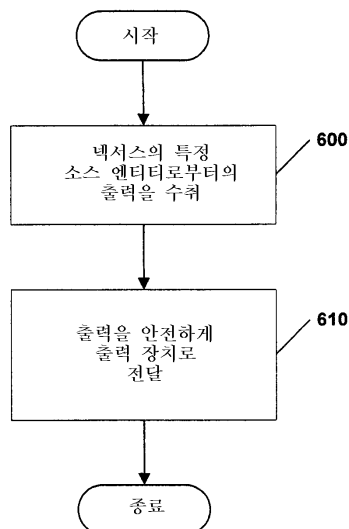 시작
넥서스의 특정
소스 엔티티로부터의
출력을 수취
600
출력을 안전하게
출력 장치로
전달
610
종료